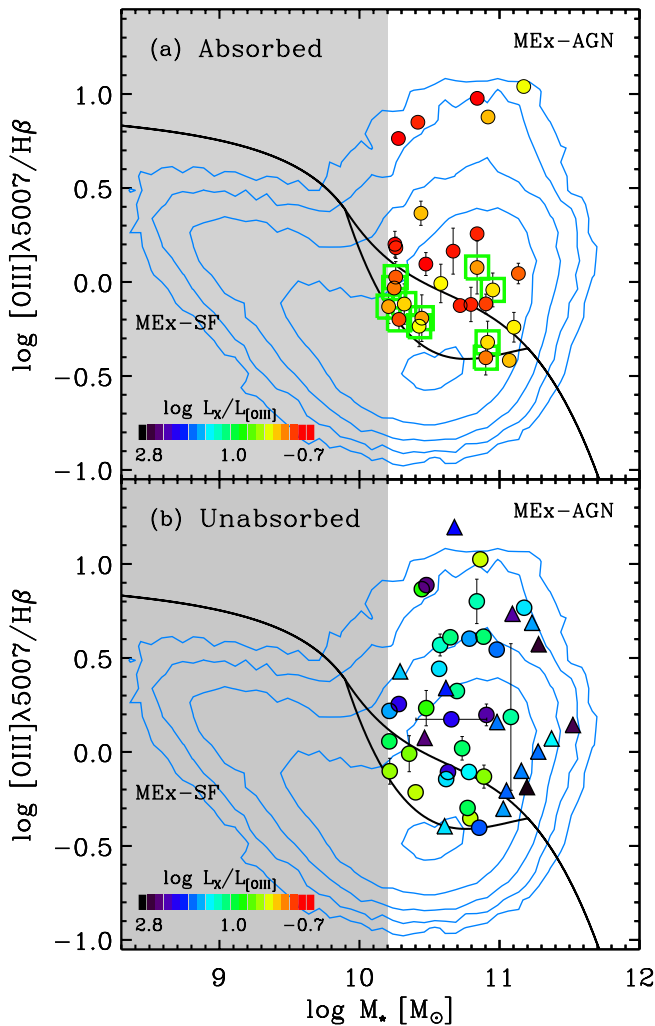 (a) Absorbed
MEx-AGN
1.0
0.5
0.0
-0.5
-1.0
log [OIII]λ5007/Hβ
MEx-SF
log L_X/L_[OIII]
2.8 1.0 -0.7
(b) Unabsorbed
MEx-AGN
1.0
0.5
0.0
-0.5
-1.0
log [OIII]λ5007/Hβ
MEx-SF
log L_X/L_[OIII]
2.8 1.0 -0.7
9 10 11 12
log M⋆ [M⊙]